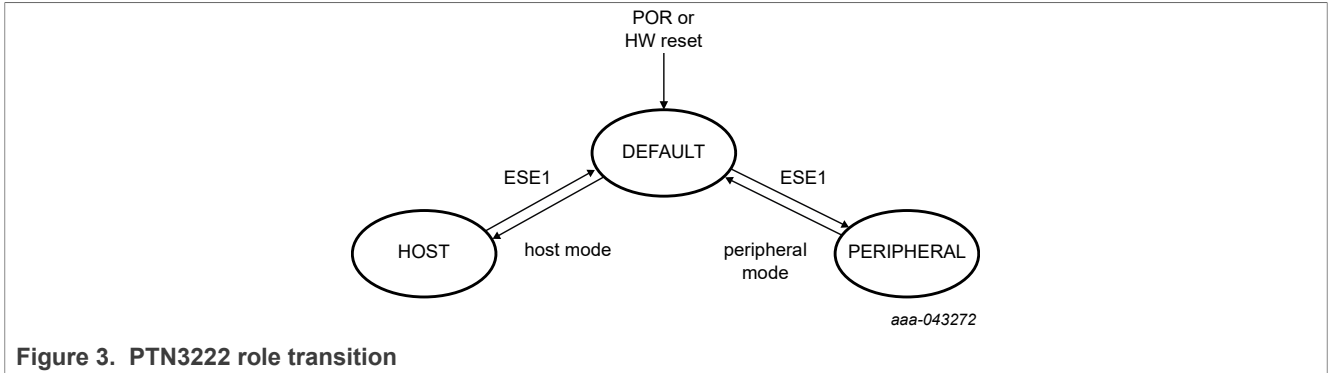 POR or
HW reset
DEFAULT
ESE1
ESE1
HOST
host mode
peripheral
mode
PERIPHERAL
aaa-043272
Figure 3. PTN3222 role transition